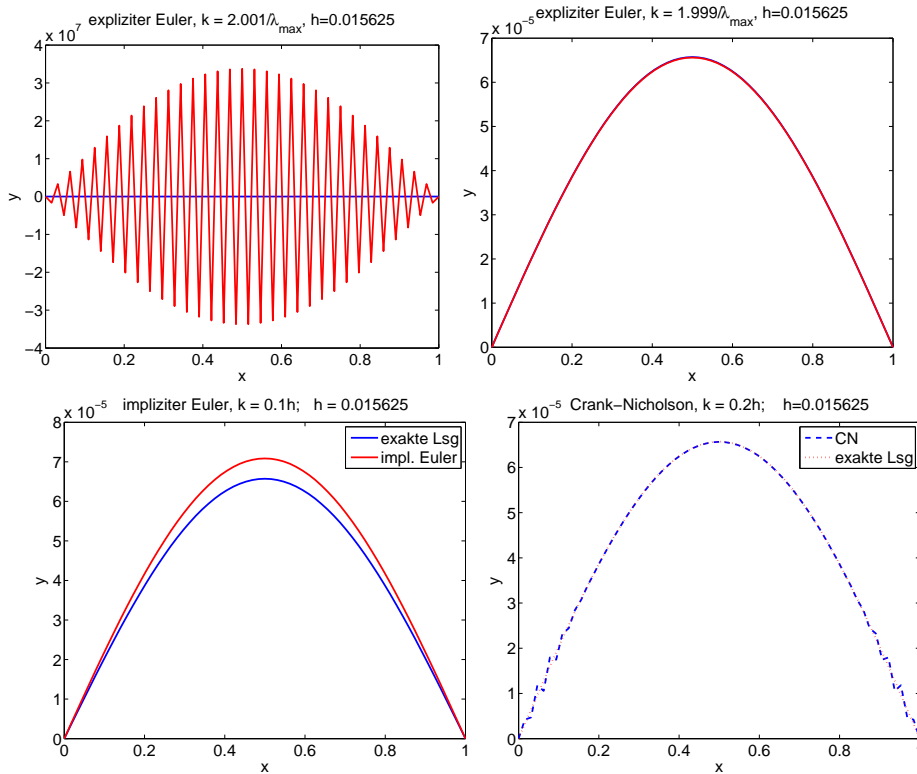 expliziter Euler, k = 2.001/λmax, h=0.015625
x 10^7
4
3
2
1
0
−1
−2
−3
−4
y
0 0.2 0.4 0.6 0.8 1
x
expliziter Euler, k = 1.999/λmax, h=0.015625
x 10^−5
7
6
5
4
3
2
1
0
y
0 0.2 0.4 0.6 0.8 1
x
impliziter Euler, k = 0.1h; h = 0.015625
x 10^−5
8
7
6
5
4
3
2
1
0
y
exakte Lsg
impl. Euler
0 0.2 0.4 0.6 0.8 1
x
Crank−Nicholson, k = 0.2h; h=0.015625
x 10^−5
7
6
5
4
3
2
1
0
y
CN
exakte Lsg
0 0.2 0.4 0.6 0.8 1
x